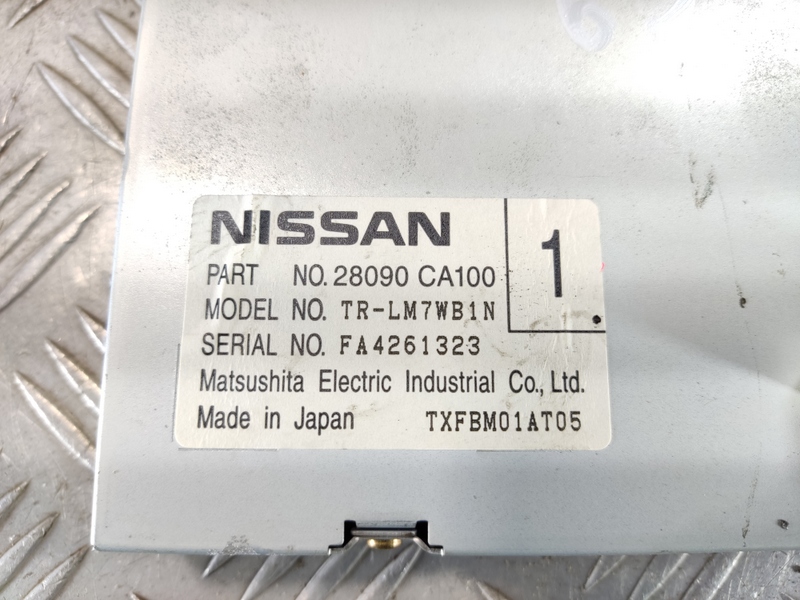 NISSAN
1
PART NO. 28090 CA100
MODEL NO. TR-LM7WB1N
SERIAL NO. FA4261323
Matsushita Electric Industrial Co., Ltd.
Made in Japan TXFBM01AT05